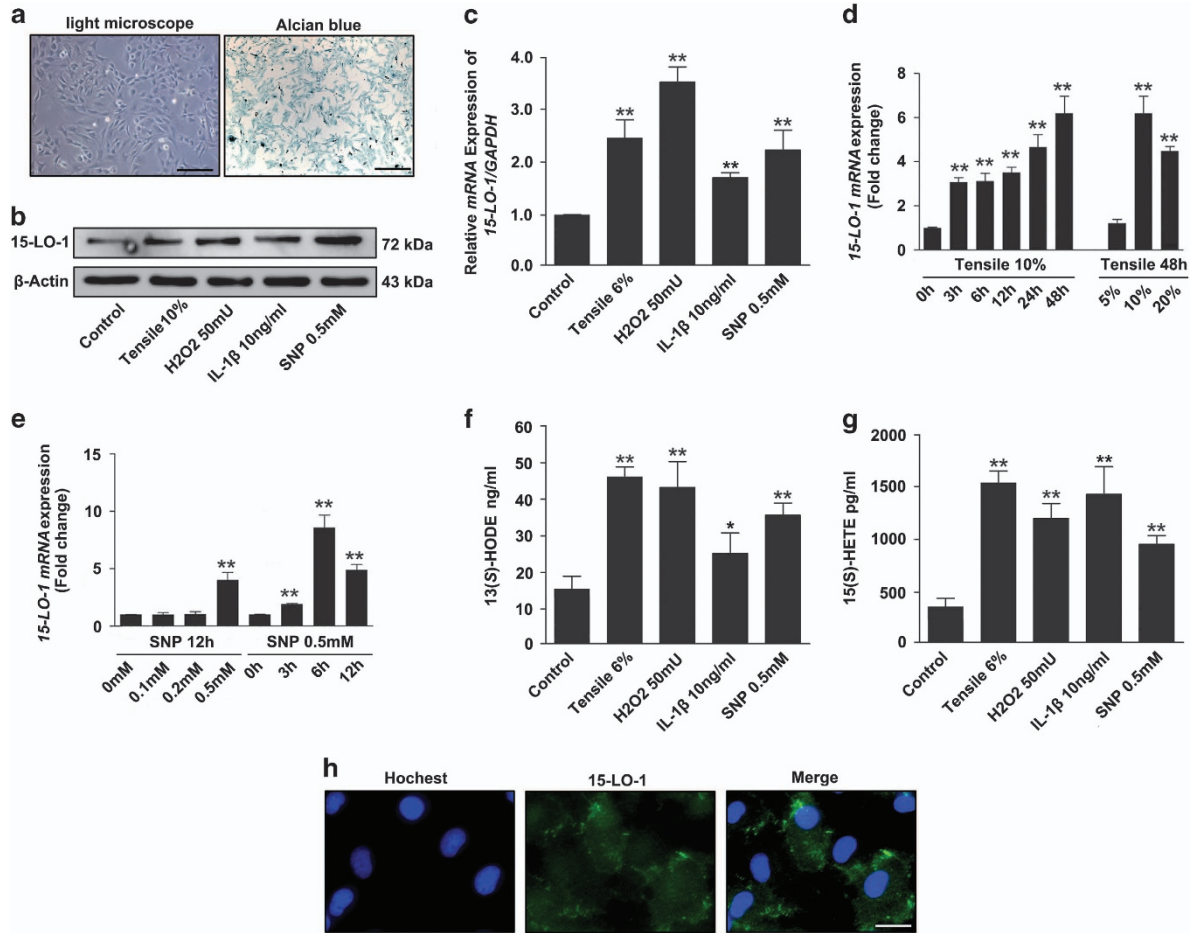 a
light microscope
Alcian blue
b
15-LO-1
72 kDa
β-Actin
43 kDa
Control
Tensile10%
H2O2 50mU
IL-1β 10ng/ml
SNP 0.5mM
c
Relative mRNA Expression of
15-LO-1/GAPDH
4.0
3.0
2.0
1.0
0.0
**
**
**
**
Control
Tensile 6%
H2O2 50mU
IL-1β 10ng/ml
SNP 0.5mM
d
15-LO-1 mRNA expression
(Fold change)
8
6
4
2
0
**
**
**
**
**
**
**
Tensile 10%
Tensile 48h
0h
3h
6h
12h
24h
48h
5%
10%
20%
e
15-LO-1 mRNA expression
(Fold change)
15
10
5
0
**
**
**
**
SNP 12h
SNP 0.5mM
0mM
0.1mM
0.2mM
0.5mM
0h
3h
6h
12h
f
13(S)-HODE ng/ml
60
50
40
30
20
10
0
**
**
*
**
Control
Tensile 6%
H2O2 50mU
IL-1β 10ng/ml
SNP 0.5mM
g
15(S)-HETE pg/ml
2000
1500
1000
500
0
**
**
**
**
Control
Tensile 6%
H2O2 50mU
IL-1β 10ng/ml
SNP 0.5mM
h
Hochest
15-LO-1
Merge